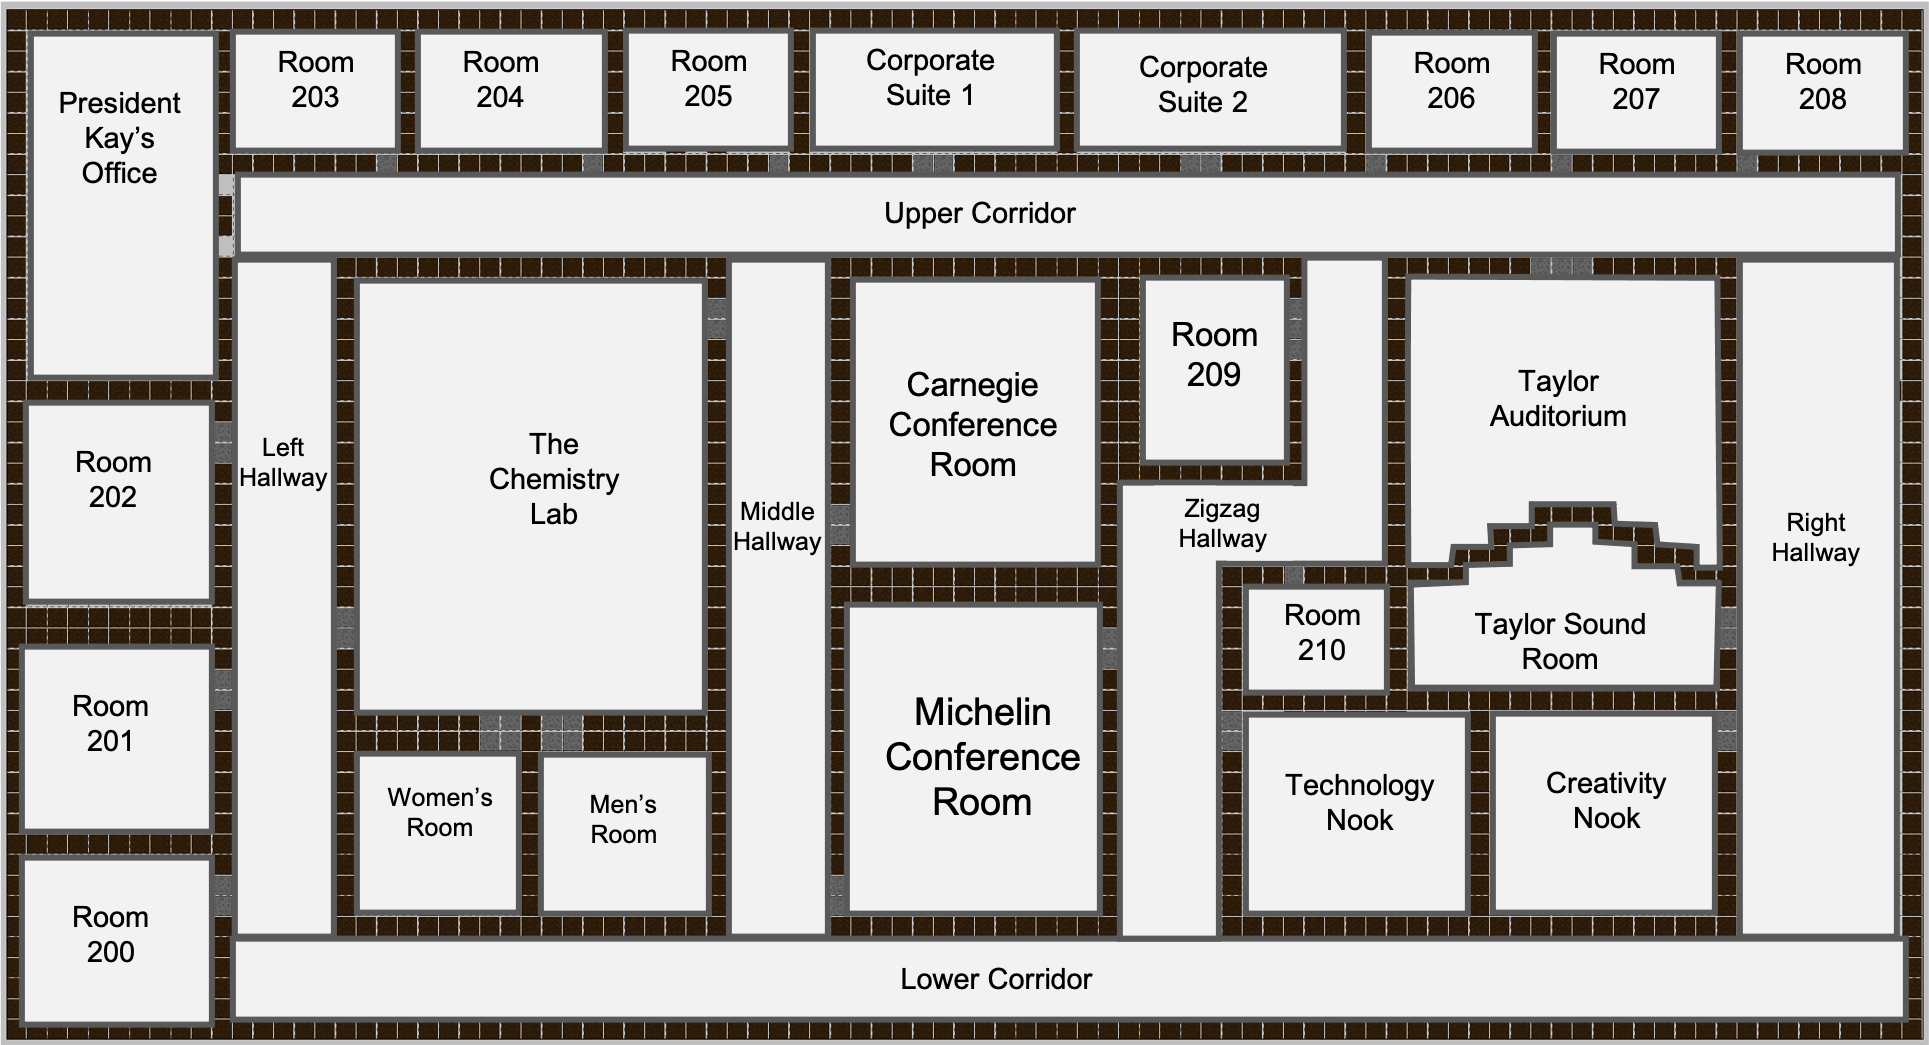 President
Kay’s
Office
Room
203
Room
204
Room
205
Corporate
Suite 1
Corporate
Suite 2
Room
206
Room
207
Room
208
Upper Corridor
Room
202
Left
Hallway
The
Chemistry
Lab
Middle
Hallway
Carnegie
Conference
Room
Room
209
Zigzag
Hallway
Taylor
Auditorium
Right
Hallway
Room
210
Taylor Sound
Room
Room
201
Women’s
Room
Men’s
Room
Michelin
Conference
Room
Technology
Nook
Creativity
Nook
Room
200
Lower Corridor